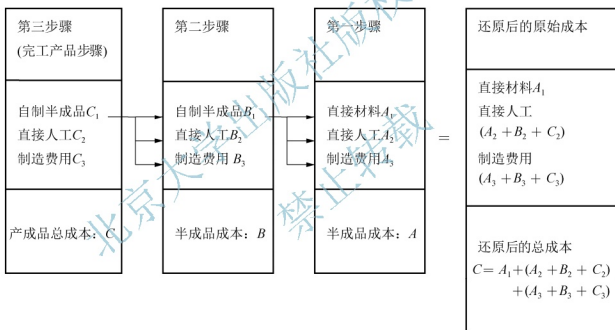 第三步骤
(完工产品步骤)
自制半成品C₁
直接人工C₂
制造费用C₃
产成品总成本：C
第二步骤
自制半成品B₁
直接人工B₂
制造费用 B₃
半成品成本：B
第一步骤
直接材料A₁
直接人工A₂
制造费用A₃
半成品成本：A
=
还原后的原始成本
直接材料A₁
直接人工
(A₂+B₂+C₂)
制造费用
(A₃+B₃+C₃)
还原后的总成本
C=A₁+(A₂+B₂+C₂)
+(A₃+B₃+C₃)
北京大学出版社版权
禁止转载